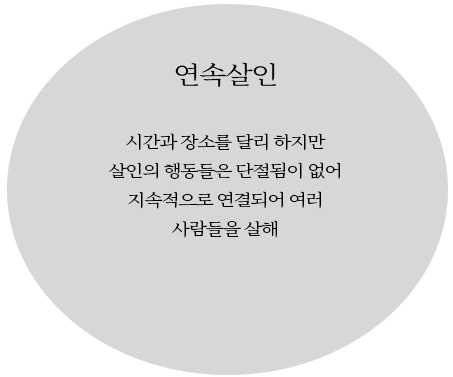 연속살인
시간과 장소를 달리 하지만
살인의 행동들은 단절됨이 없어
지속적으로 연결되어 여러
사람들을 살해